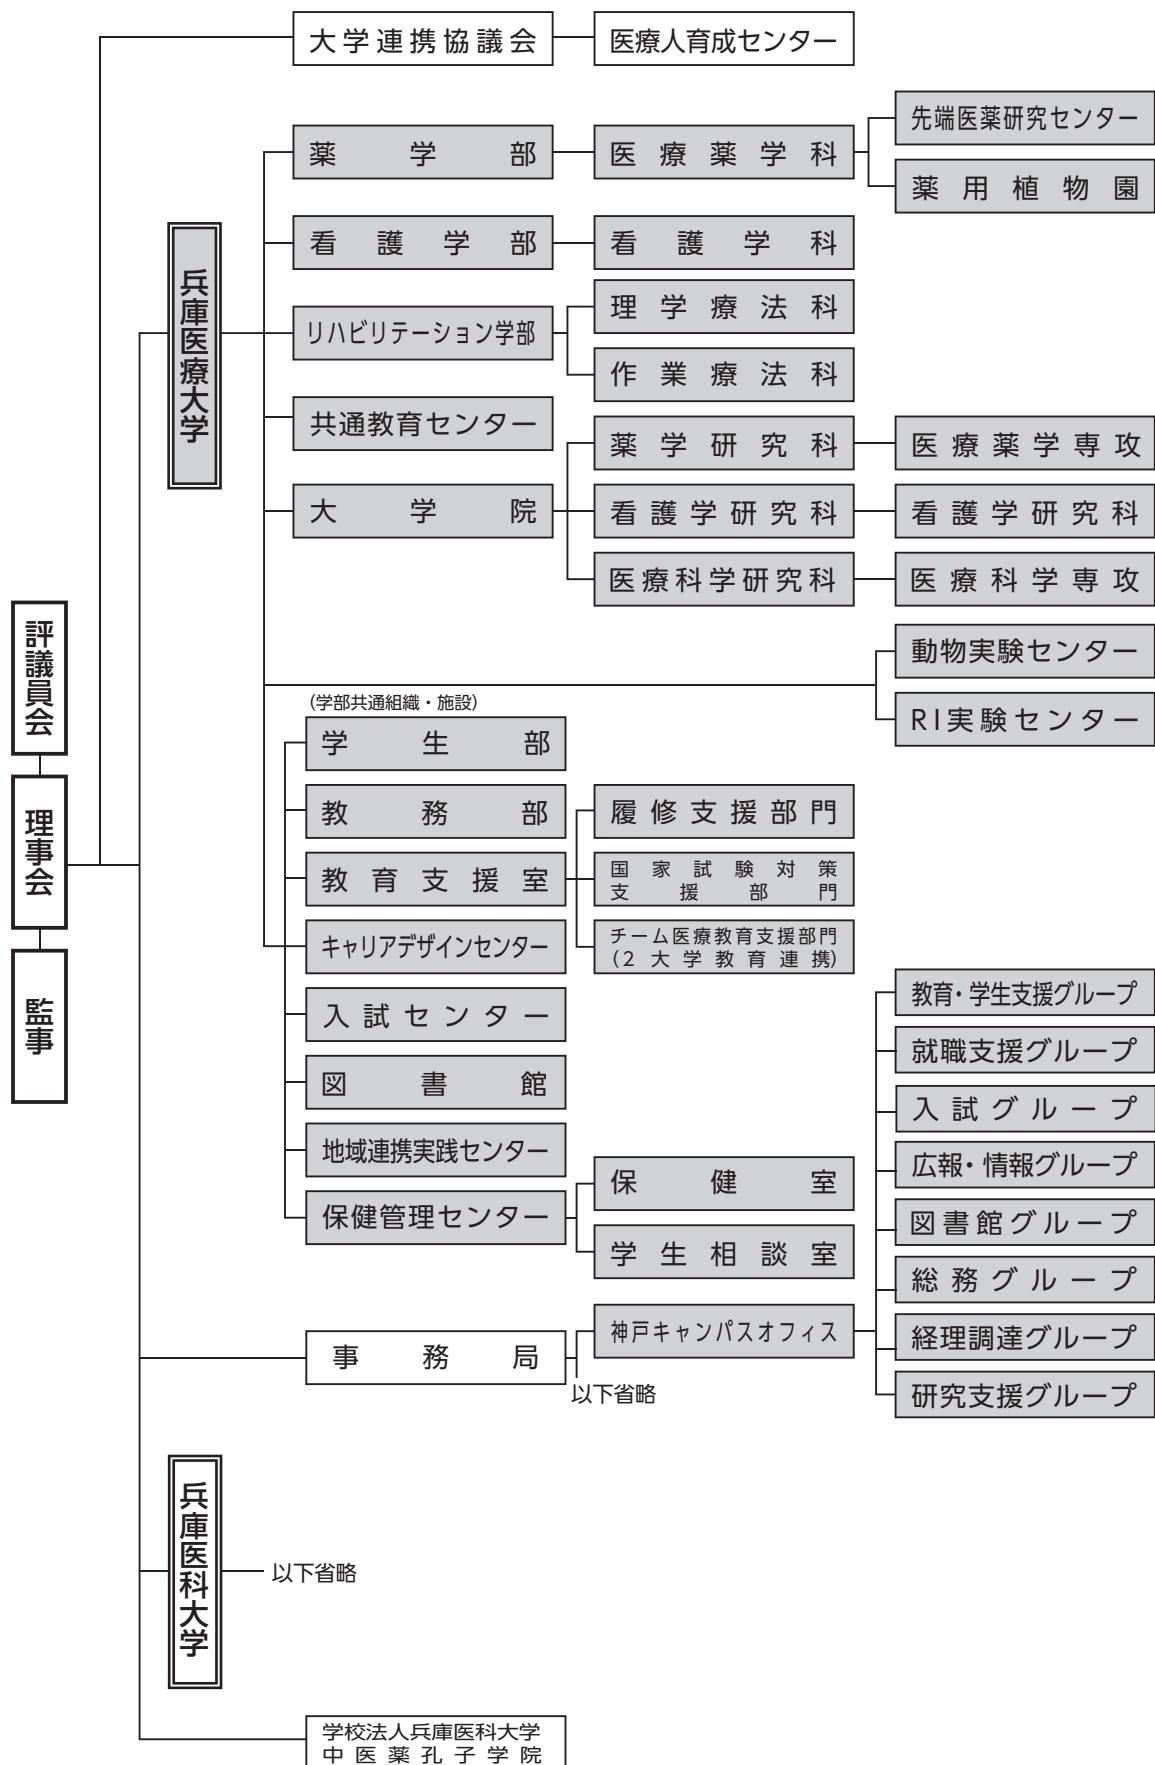 大学連携協議会
医療人育成センター
先端医薬研究センター
薬学部
医療薬学科
薬用植物園
兵庫医療大学
看護学部
看護学科
理学療法科
リハビリテーション学部
作業療法科
共通教育センター
薬学研究科
医療薬学専攻
大学院
看護学研究科
看護学研究科
医療科学研究科
医療科学専攻
評議員会
動物実験センター
(学部共通組織・施設)
RI実験センター
学生部
理事会
教務部
履修支援部門
教育支援室
国家試験対策
支援部門
キャリアデザインセンター
チーム医療教育支援部門
(2大学教育連携)
監事
教育・学生支援グループ
入試センター
就職支援グループ
図書館
入試グループ
地域連携実践センター
広報・情報グループ
保健室
保健管理センター
図書館グループ
学生相談室
総務グループ
神戸キャンパスオフィス
経理調達グループ
事務局
以下省略
研究支援グループ
兵庫医科大学
以下省略
学校法人兵庫医科大学
中医薬孔子学院